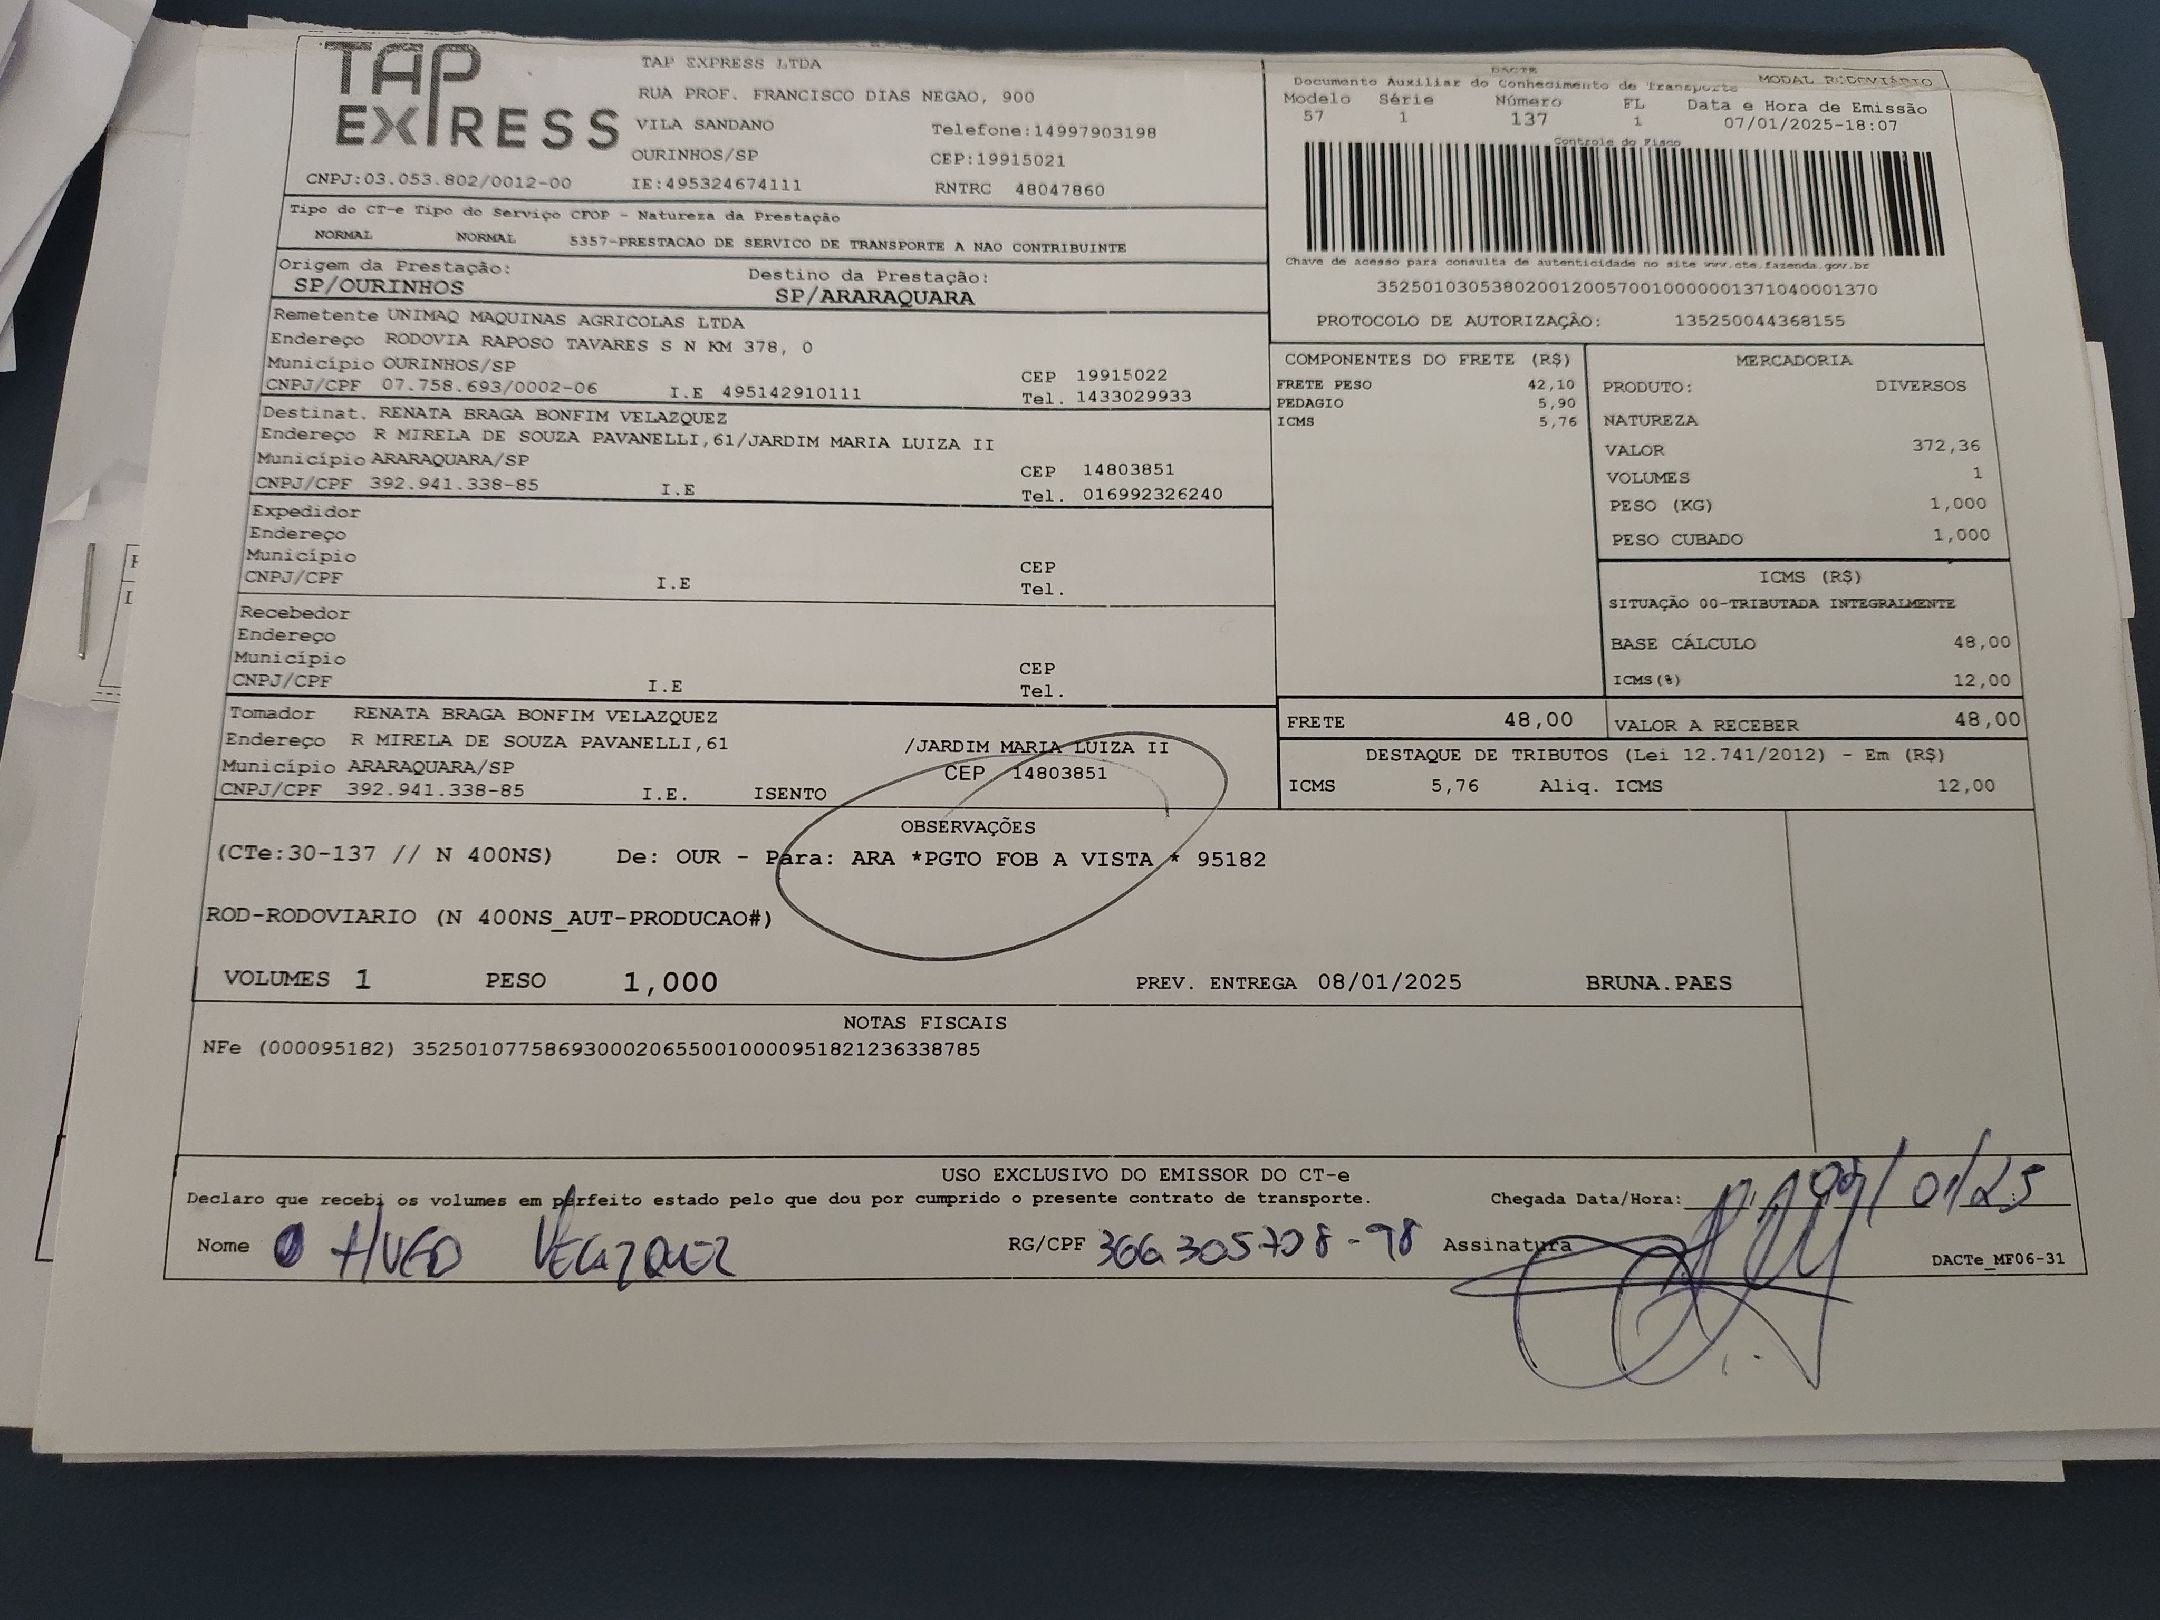 TAP EXPRESS
TAP EXPRESS LTDA
RUA PROF. FRANCISCO DIAS NEGAO, 900
VILA SANDANO Telefone:14997903198
OURINHOS/SP CEP:19915021
CNPJ:03.053.802/0012-00 IE:495324674111 RNTRC 48047860
DACTE MODAL RODOVIÁRIO
Documento Auxiliar do Conhecimento de Transporte
Modelo Série Número FL Data e Hora de Emissão
57 1 137 1 07/01/2025-18:07
Controle do Fisco
Chave de acesso para consulta de autenticidade no site www.cte.fazenda.gov.br
35250103053802001200570010000001371040001370
PROTOCOLO DE AUTORIZAÇÃO: 135250044368155
Tipo do CT-e Tipo do Serviço CFOP - Natureza da Prestação
NORMAL NORMAL 5357-PRESTACAO DE SERVICO DE TRANSPORTE A NAO CONTRIBUINTE
Origem da Prestação: Destino da Prestação:
SP/OURINHOS SP/ARARAQUARA
Remetente UNIMAQ MAQUINAS AGRICOLAS LTDA
Endereço RODOVIA RAPOSO TAVARES S N KM 378, 0
Município OURINHOS/SP CEP 19915022
CNPJ/CPF 07.758.693/0002-06 I.E 495142910111 Tel. 1433029933
Destinat. RENATA BRAGA BONFIM VELAZQUEZ
Endereço R MIRELA DE SOUZA PAVANELLI,61/JARDIM MARIA LUIZA II
Município ARARAQUARA/SP CEP 14803851
CNPJ/CPF 392.941.338-85 I.E Tel. 016992326240
Expedidor
Endereço
Município CEP
CNPJ/CPF I.E Tel.
Recebedor
Endereço
Município CEP
CNPJ/CPF I.E Tel.
Tomador RENATA BRAGA BONFIM VELAZQUEZ
Endereço R MIRELA DE SOUZA PAVANELLI,61 /JARDIM MARIA LUIZA II
Município ARARAQUARA/SP CEP 14803851
CNPJ/CPF 392.941.338-85 I.E. ISENTO
COMPONENTES DO FRETE (R$)
FRETE PESO 42,10
PEDAGIO 5,90
ICMS 5,76
MERCADORIA
PRODUTO: DIVERSOS
NATUREZA
VALOR 372,36
VOLUMES 1
PESO (KG) 1,000
PESO CUBADO 1,000
ICMS (R$)
SITUAÇÃO 00-TRIBUTADA INTEGRALMENTE
BASE CÁLCULO 48,00
ICMS(%) 12,00
FRETE 48,00 VALOR A RECEBER 48,00
DESTAQUE DE TRIBUTOS (Lei 12.741/2012) - Em (R$)
ICMS 5,76 Aliq. ICMS 12,00
OBSERVAÇÕES
(CTe:30-137 // N 400NS) De: OUR - Para: ARA *PGTO FOB A VISTA * 95182
ROD-RODOVIARIO (N 400NS_AUT-PRODUCAO#)
VOLUMES 1 PESO 1,000 PREV. ENTREGA 08/01/2025 BRUNA.PAES
NOTAS FISCAIS
NFe (000095182) 35250107758693000206550010000951821236338785
USO EXCLUSIVO DO EMISSOR DO CT-e
Declaro que recebi os volumes em perfeito estado pelo que dou por cumprido o presente contrato de transporte. Chegada Data/Hora: 09/01/25
Nome HUGO VELAZQUEZ RG/CPF 366305708-98 Assinatura
DACTe_MF06-31